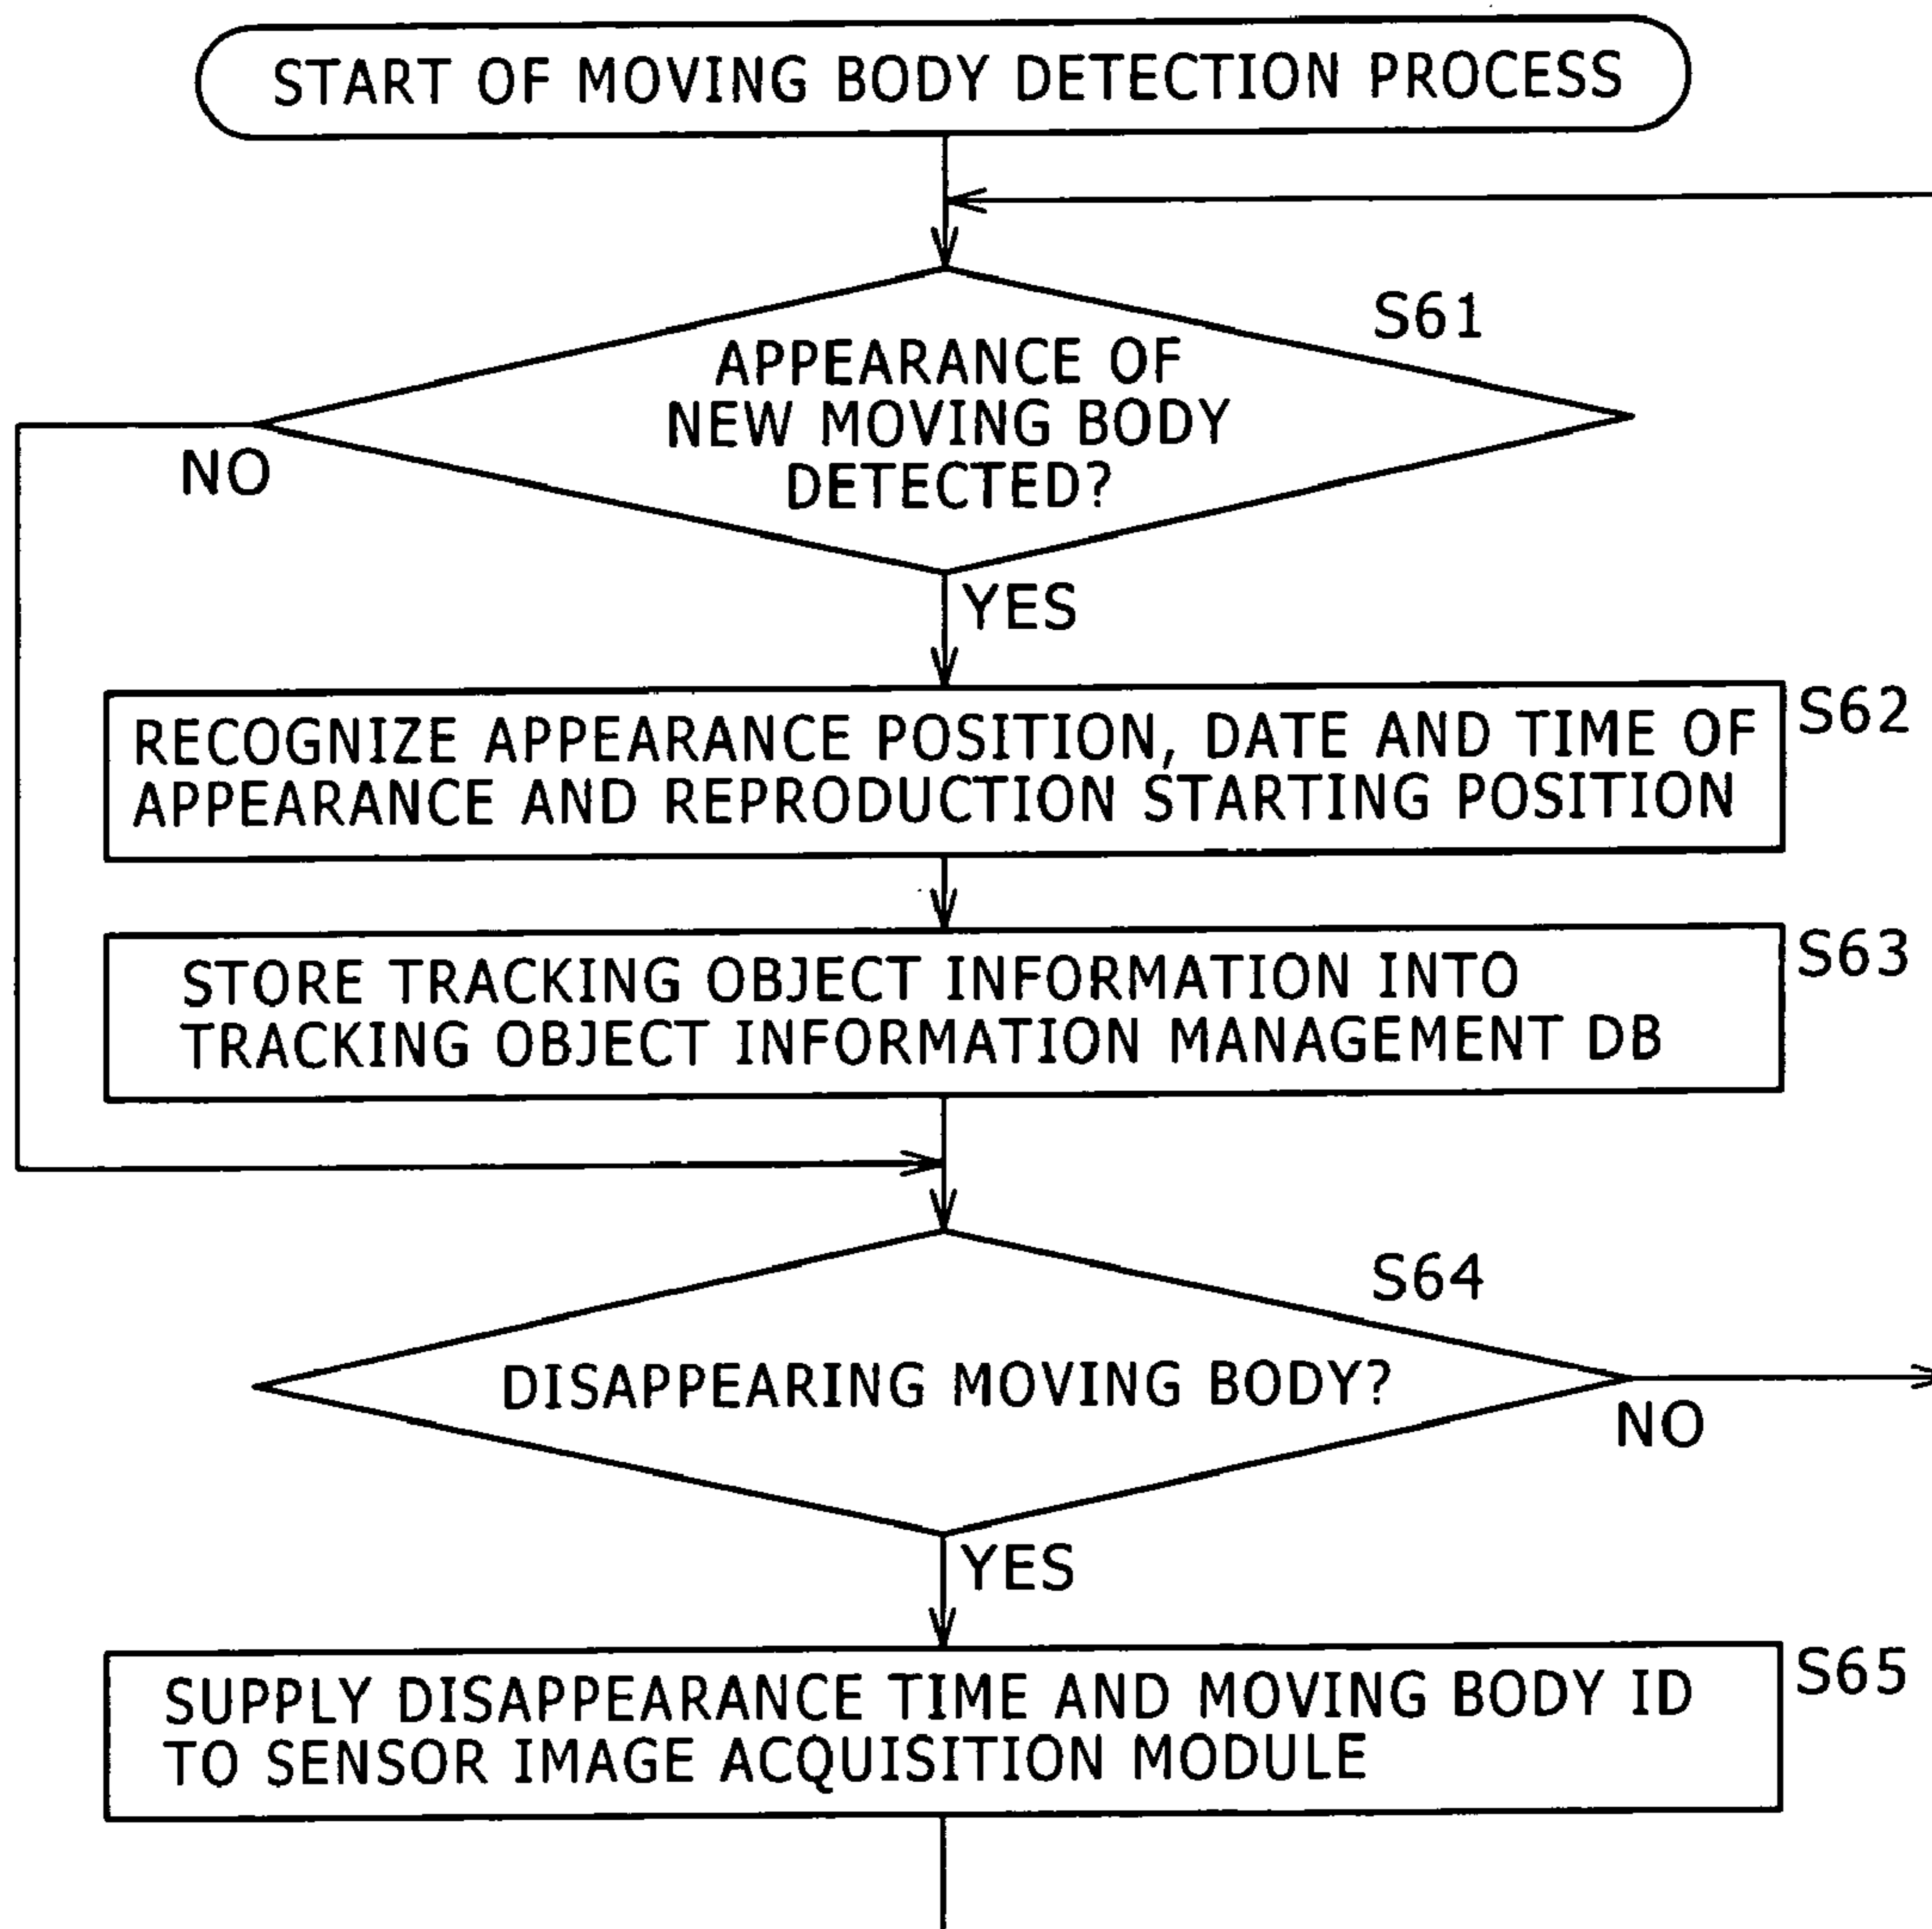 START OF MOVING BODY DETECTION PROCESS
S61
APPEARANCE OF
NEW MOVING BODY
DETECTED?
NO
YES
S62
RECOGNIZE APPEARANCE POSITION, DATE AND TIME OF
APPEARANCE AND REPRODUCTION STARTING POSITION
S63
STORE TRACKING OBJECT INFORMATION INTO
TRACKING OBJECT INFORMATION MANAGEMENT DB
S64
DISAPPEARING MOVING BODY?
NO
YES
S65
SUPPLY DISAPPEARANCE TIME AND MOVING BODY ID
TO SENSOR IMAGE ACQUISITION MODULE